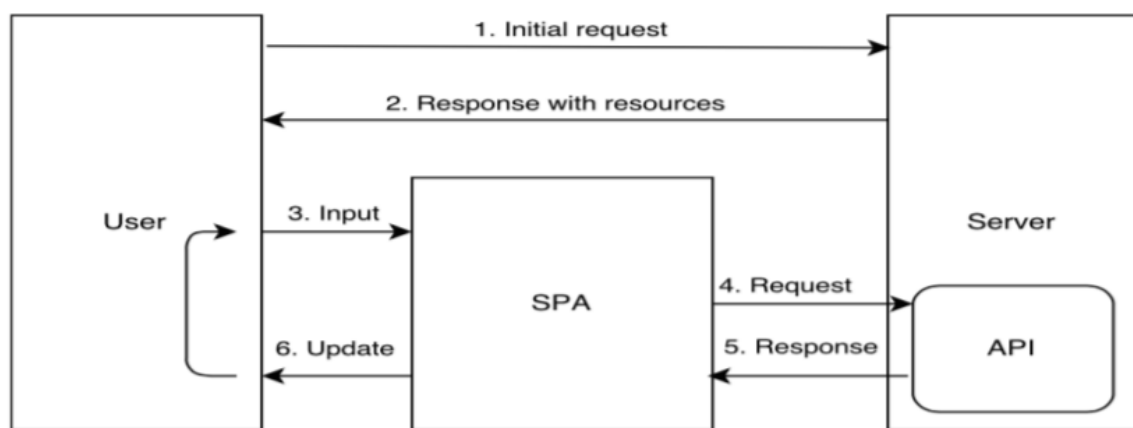 1. Initial request
2. Response with resources
User
3. Input
Server
SPA
4. Request
6. Update
5. Response
API